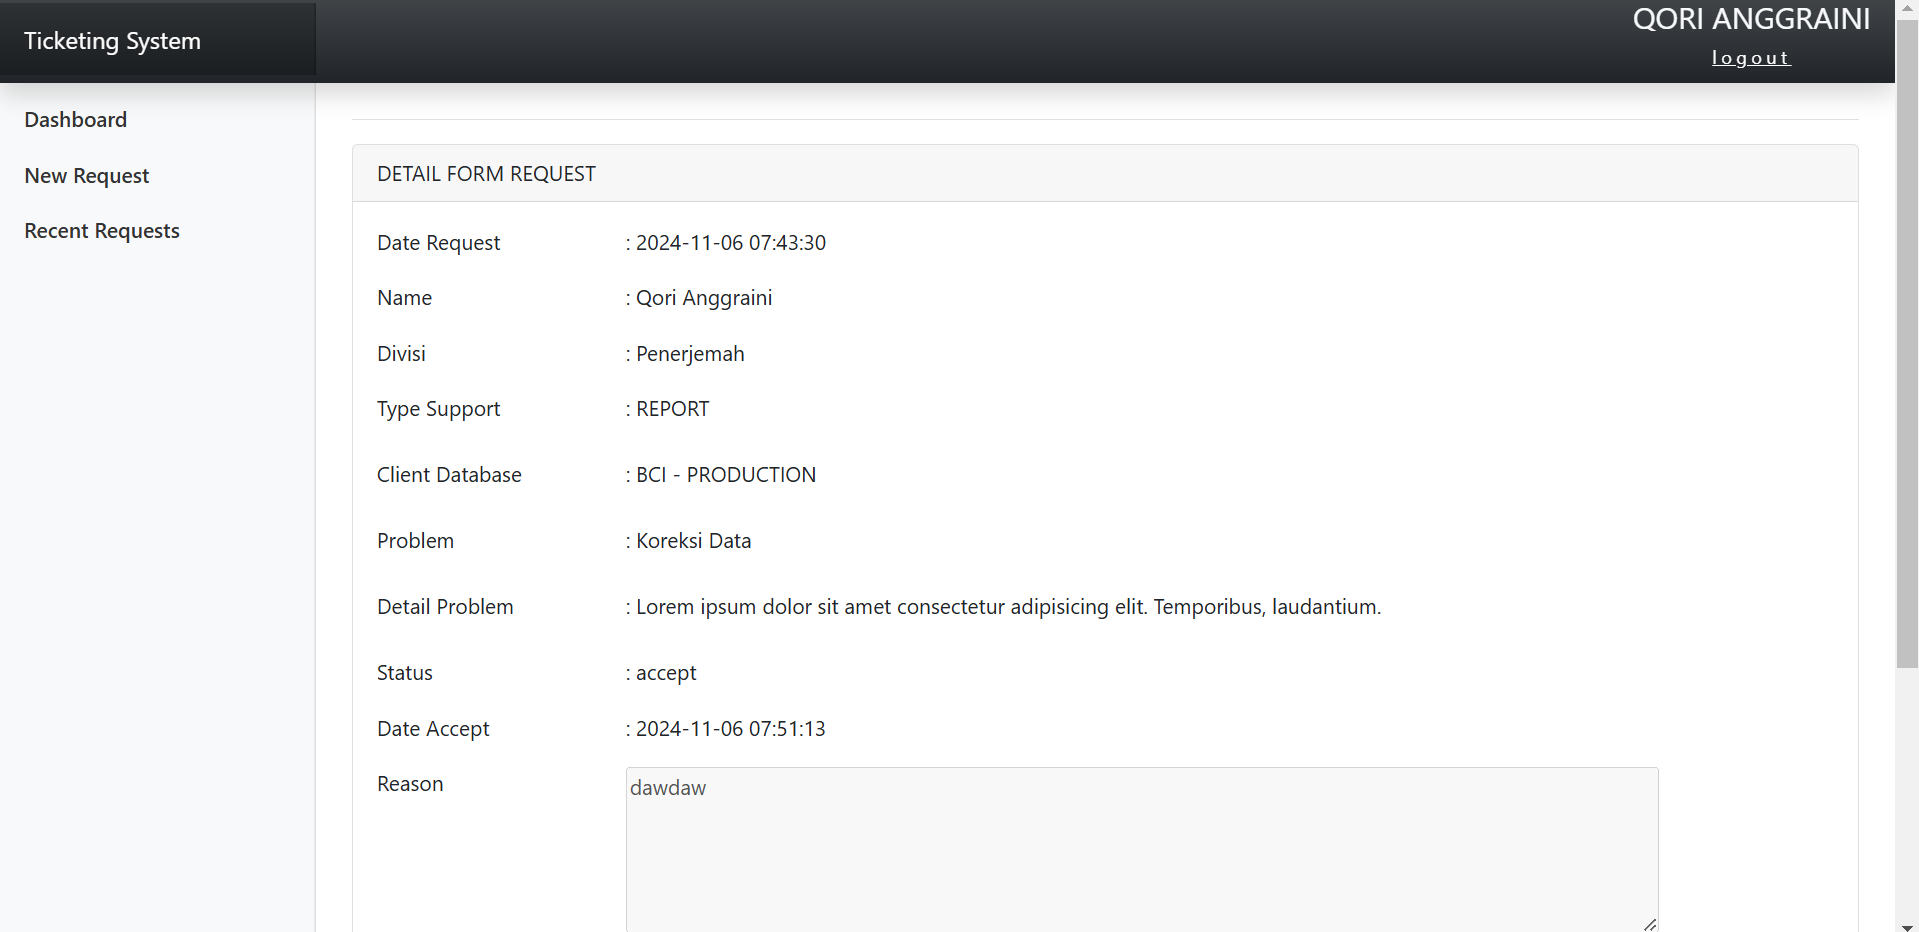 Ticketing System
QORI ANGGRAINI
logout
Dashboard
New Request
Recent Requests
DETAIL FORM REQUEST
Date Request : 2024-11-06 07:43:30
Name : Qori Anggraini
Divisi : Penerjemah
Type Support : REPORT
Client Database : BCI - PRODUCTION
Problem : Koreksi Data
Detail Problem : Lorem ipsum dolor sit amet consectetur adipisicing elit. Temporibus, laudantium.
Status : accept
Date Accept : 2024-11-06 07:51:13
Reason
dawdaw